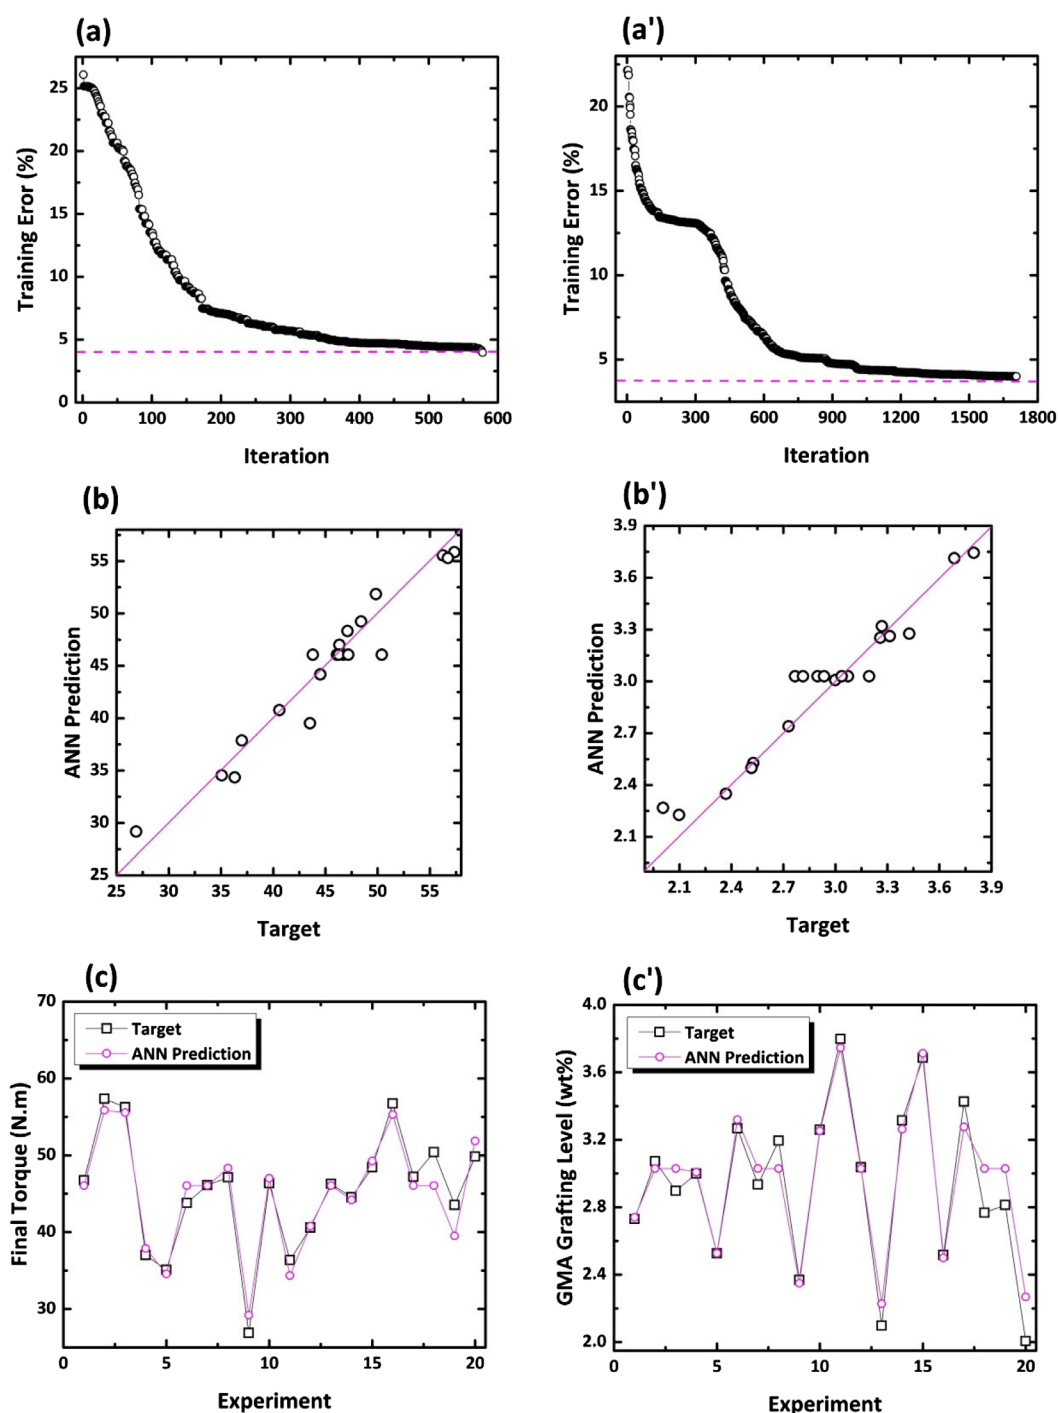 (a)
25
20
15
10
5
0
Training Eror (%)
0 100 200 300 400 500 600
Iteration
(a')
20
15
10
5
Training Error (%)
0 300 600 900 1200 1500 1800
Iteration
(b)
55
50
45
40
35
30
25
ANN Prediction
25 30 35 40 45 50 55
Target
(b')
3.9
3.6
3.3
3.0
2.7
2.4
2.1
ANN Prediction
2.1 2.4 2.7 3.0 3.3 3.6 3.9
Target
(c)
70
60
50
40
30
Final Torque (N.m)
Target
ANN Prediction
0 5 10 15 20
Experiment
(c')
4.0
3.6
3.2
2.8
2.4
2.0
GMA Grafting Level (wt%)
Target
ANN Prediction
0 5 10 15 20
Experiment